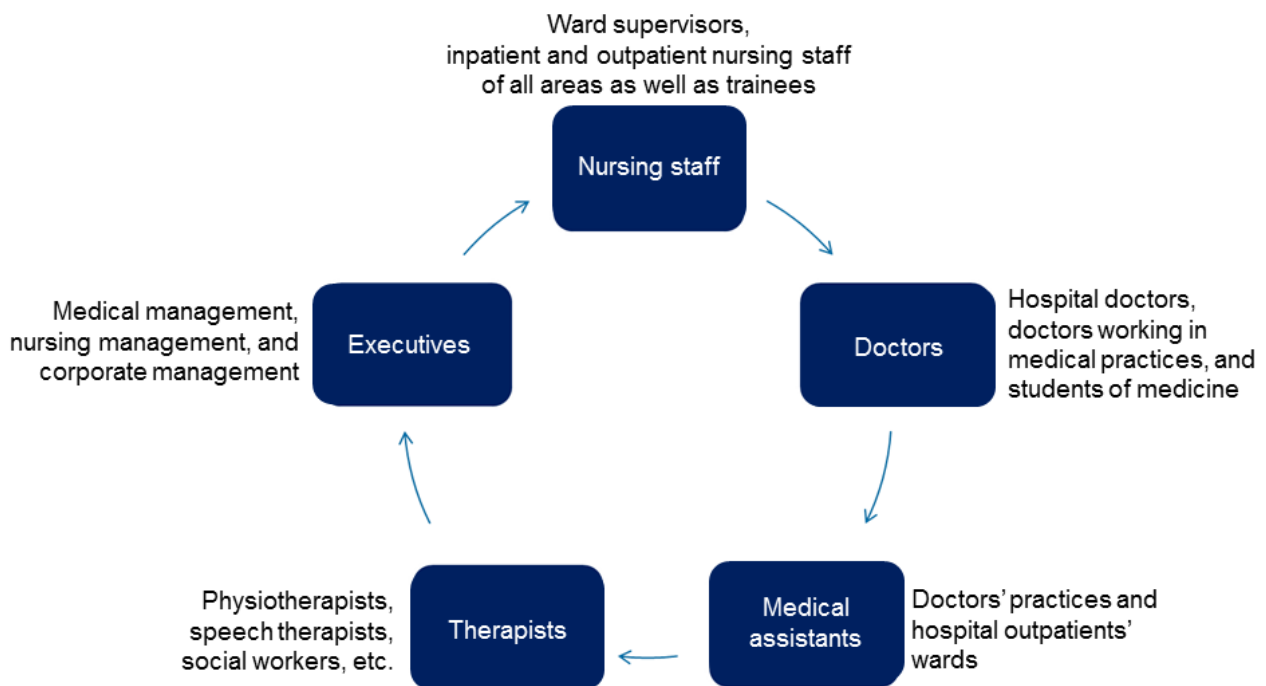 Ward supervisors,
inpatient and outpatient nursing staff
of all areas as well as trainees
Nursing staff
Hospital doctors,
doctors working in
medical practices, and
students of medicine
Doctors
Medical management,
nursing management, and
corporate management
Executives
Doctors’ practices and
hospital outpatients’
wards
Medical
assistants
Physiotherapists,
speech therapists,
social workers, etc.
Therapists